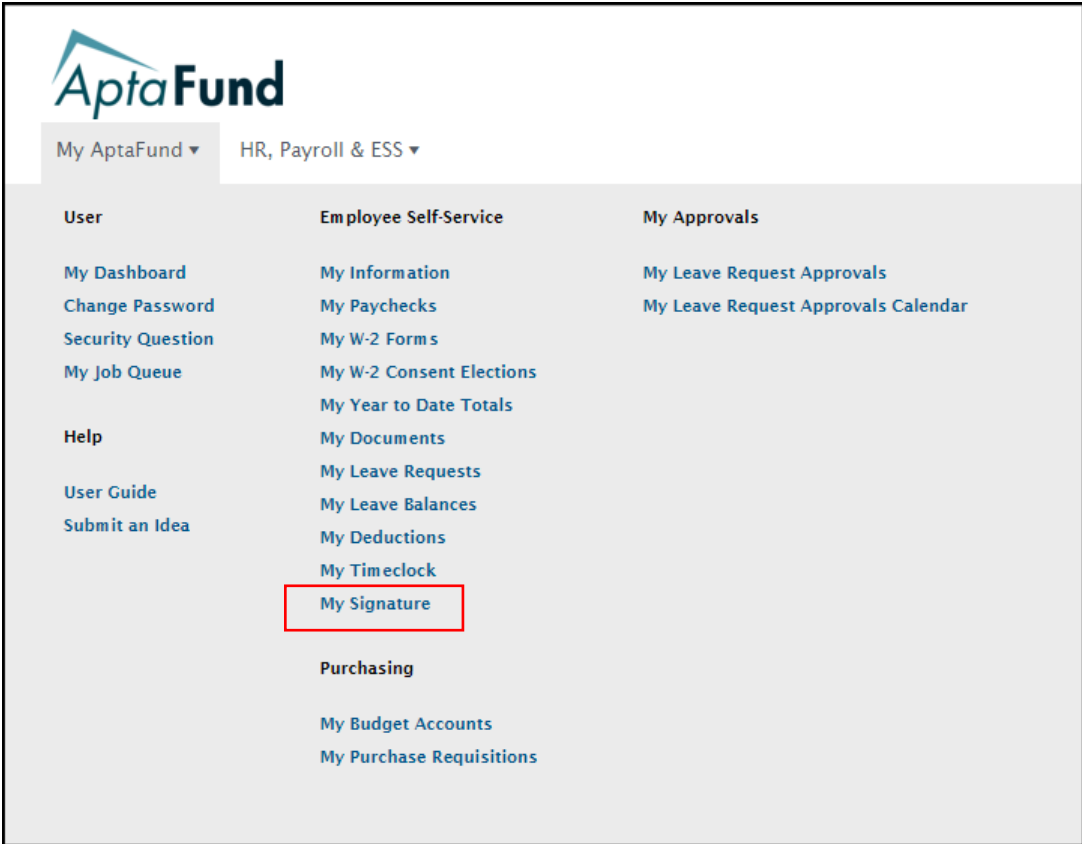 AptaFund
My AptaFund ▾ HR, Payroll & ESS ▾
User
My Dashboard
Change Password
Security Question
My Job Queue
Help
User Guide
Submit an Idea
Employee Self-Service
My Information
My Paychecks
My W-2 Forms
My W-2 Consent Elections
My Year to Date Totals
My Documents
My Leave Requests
My Leave Balances
My Deductions
My Timeclock
My Signature
Purchasing
My Budget Accounts
My Purchase Requisitions
My Approvals
My Leave Request Approvals
My Leave Request Approvals Calendar